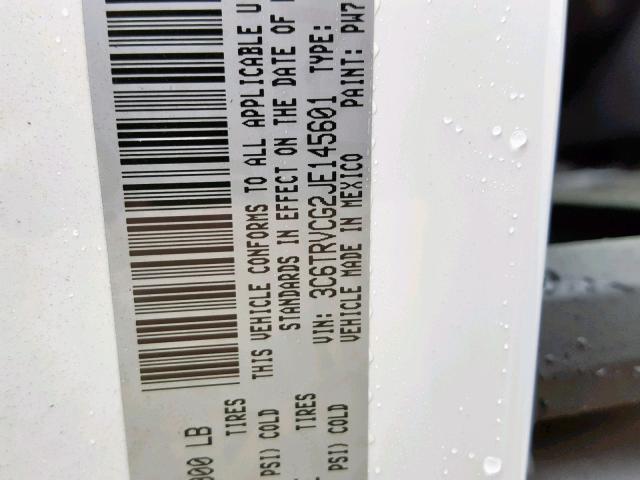 000 LB
TIRES
PSI) COLD
THIS VEHICLE CONFORMS TO ALL APPLICABLE U
STANDARDS IN EFFECT ON THE DATE OF
VIN: 3C6TRVCG2JE145601 TYPE:
TIRES
VEHICLE MADE IN MEXICO PAINT: PW7
PSI) COLD